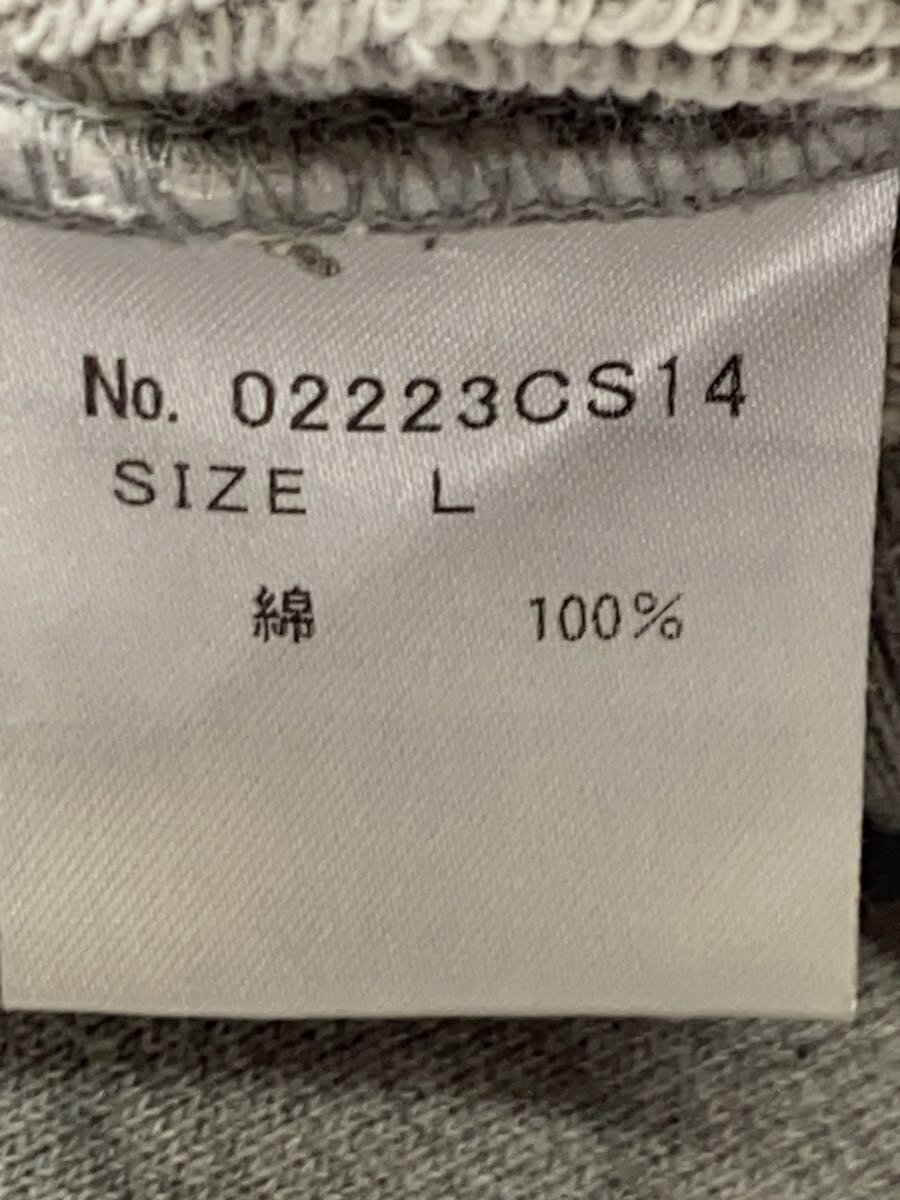 No. 02223CS14
SIZE L
綿 100%